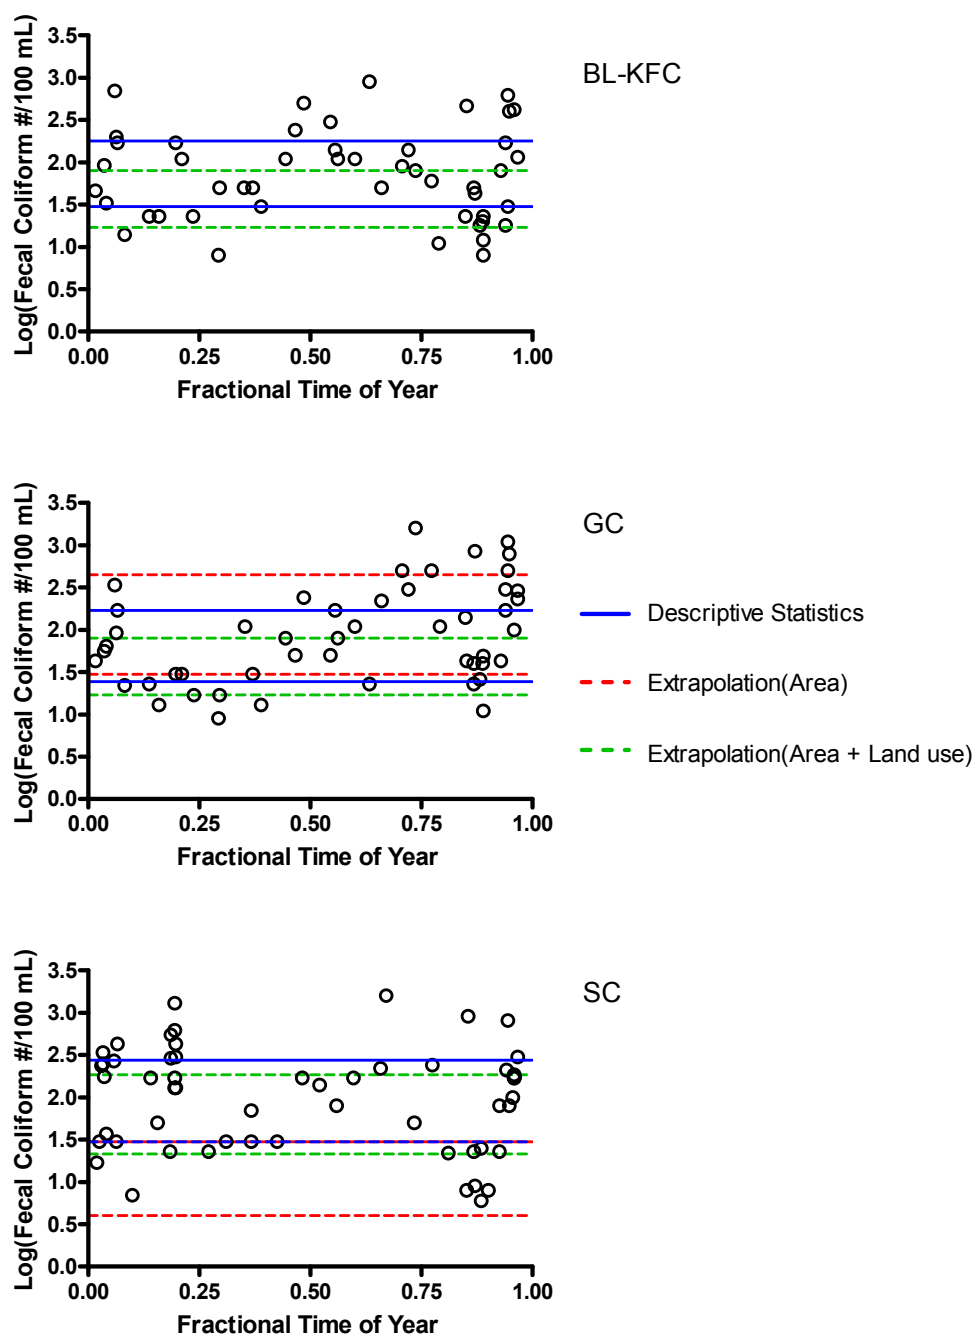 BL-KFC
Log(Fecal Coliform #/100 mL)
3.5
3.0
2.5
2.0
1.5
1.0
0.5
0.0
0.00 0.25 0.50 0.75 1.00
Fractional Time of Year
GC
Log(Fecal Coliform #/100 mL)
3.5
3.0
2.5
2.0
1.5
1.0
0.5
0.0
0.00 0.25 0.50 0.75 1.00
Fractional Time of Year
Descriptive Statistics
Extrapolation(Area)
Extrapolation(Area + Land use)
SC
Log(Fecal Coliform #/100 mL)
3.5
3.0
2.5
2.0
1.5
1.0
0.5
0.0
0.00 0.25 0.50 0.75 1.00
Fractional Time of Year